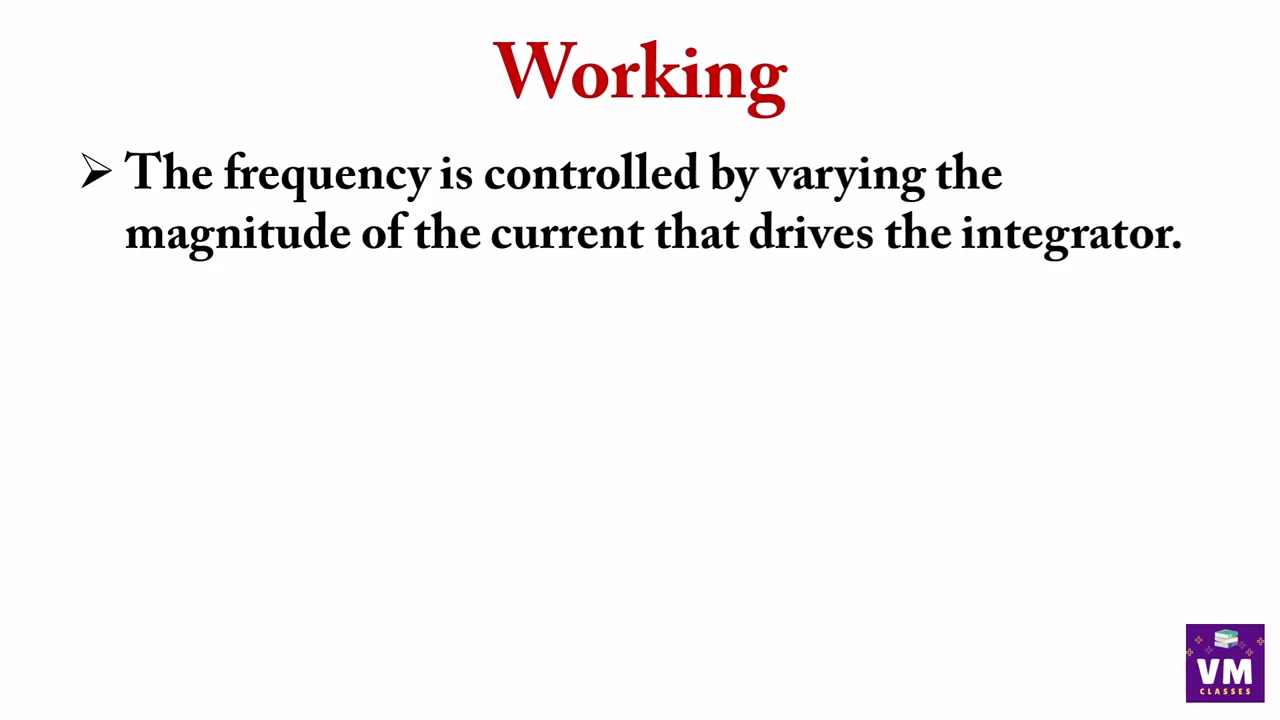 Working
➢ The frequency is controlled by varying the
magnitude of the current that drives the integrator.
VM
CLASSES